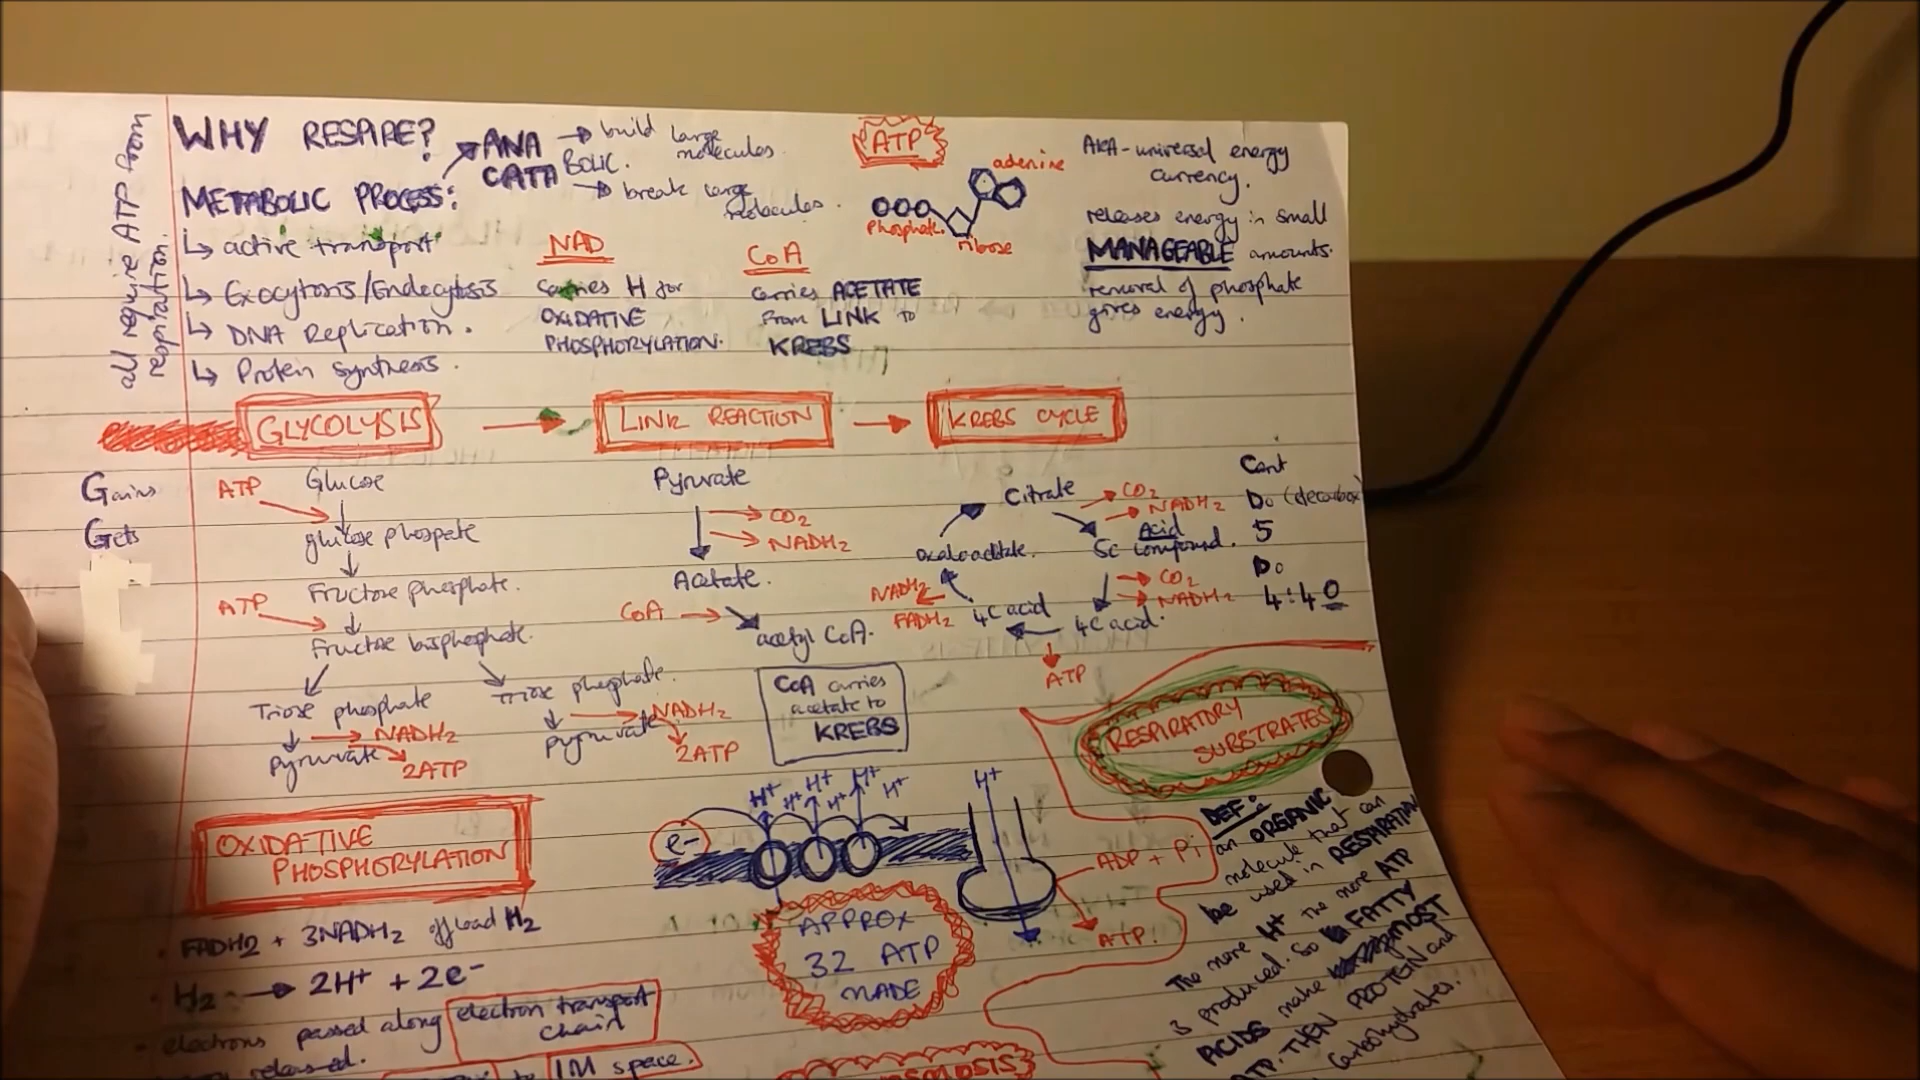 WHY RESPIRE?
METABOLIC PROCESS:
ANA
CATA
BOLIC.
build large
molecules.
break large
molecules.
↳ active transport
↳ Exocytosis/Endocytosis
↳ DNA Replication.
↳ Protein synthesis.
all require ATP from
respiration.
NAD
carries H for
OXIDATIVE
PHOSPHORYLATION.
CoA
carries ACETATE
from LINK to
KREBS
ATP
adenine
Phosphate
ribose
AKA - universal energy
currency.
releases energy in small
MANAGEABLE amounts.
removal of phosphate
gives energy.
GLYCOLYSIS
LINK REACTION
KREBS CYCLE
Gains
Gets
ATP
Glucose
glucose phospate
Fructose phosphate.
ATP
Fructose bisphosphate.
Triose phosphate
NADH2
pyruvate
2ATP
Triose phosphate.
NADH2
pyruvate
2ATP
Pyruvate
CO2
NADH2
Acetate.
CoA
acetyl CoA.
CoA carries
acetate to
KREBS
Citrate
CO2
NADH2
Acid
5c compound.
CO2
NADH2
4C acid.
ATP
4C acid
NADH2
FADH2
oxaloacetate.
Cant
Do (decarbox)
5
Do
4:40
OXIDATIVE
PHOSPHORYLATION
• FADH2 + 3NADH2 offload H2
• H2 → 2H+ + 2e-
• electrons passed along electron transport
chain
released.
to IM space.
e-
H+ H+ H+
H+ H+ H+
H+
ADP + Pi
ATP.
APPROX
32 ATP
MADE
RESPIRATORY
SUBSTRATES
DEF:
an ORGANIC
molecule that can
be used in RESPIRATION
The more H+ the more ATP
produced. So FATTY
ACIDS make MOST
ATP. THEN PROTEIN and
Carbohydrates.